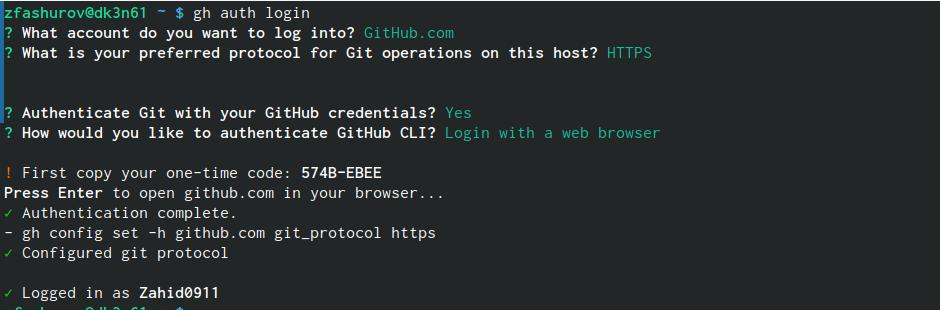 zfashurov@dk3n61 ~ $ gh auth login
? What account do you want to log into? GitHub.com
? What is your preferred protocol for Git operations on this host? HTTPS
? Authenticate Git with your GitHub credentials? Yes
? How would you like to authenticate GitHub CLI? Login with a web browser
! First copy your one-time code: 574B-EBEE
Press Enter to open github.com in your browser...
✓ Authentication complete.
- gh config set -h github.com git_protocol https
✓ Configured git protocol
✓ Logged in as Zahid0911